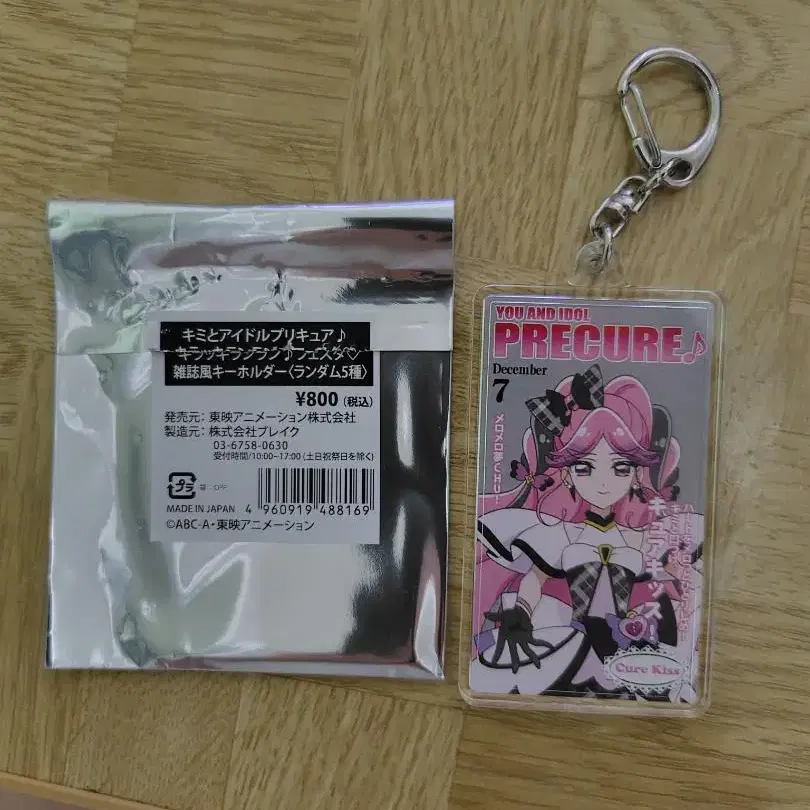 キミとアイドルプリキュア♪
雑誌風キーホルダー〈ランダム5種〉
¥800(税込)
発売元：東映アニメーション株式会社
製造元：株式会社ブレイク
03-6758-0630
受付時間/10:00~17:00(土日祝祭日を除く)
プラ
袋：OPP
MADE IN JAPAN
4 960919 488169
©ABC-A・東映アニメーション
YOU AND IDOL
PRECURE♪
December
7
メロメロ夢CHU!
キュアキッス!
Cure Kiss